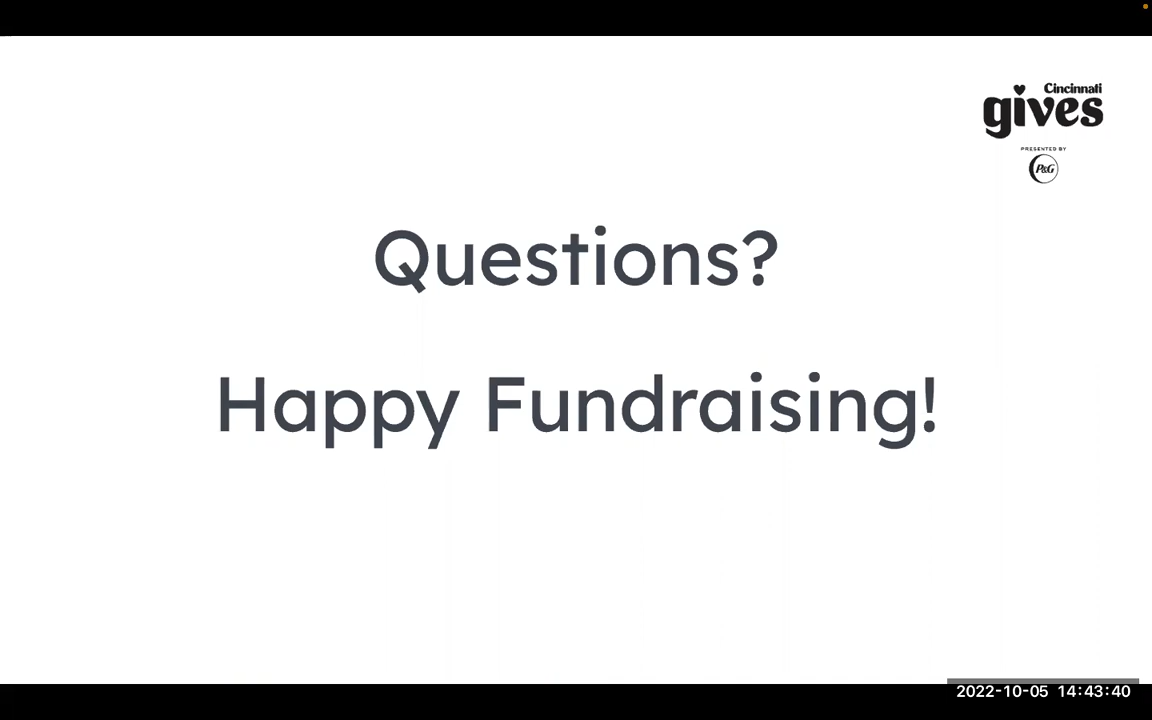 Cincinnati
gives
PRESENTED BY
P&G
Questions?
Happy Fundraising!
2022-10-05 14:43:40